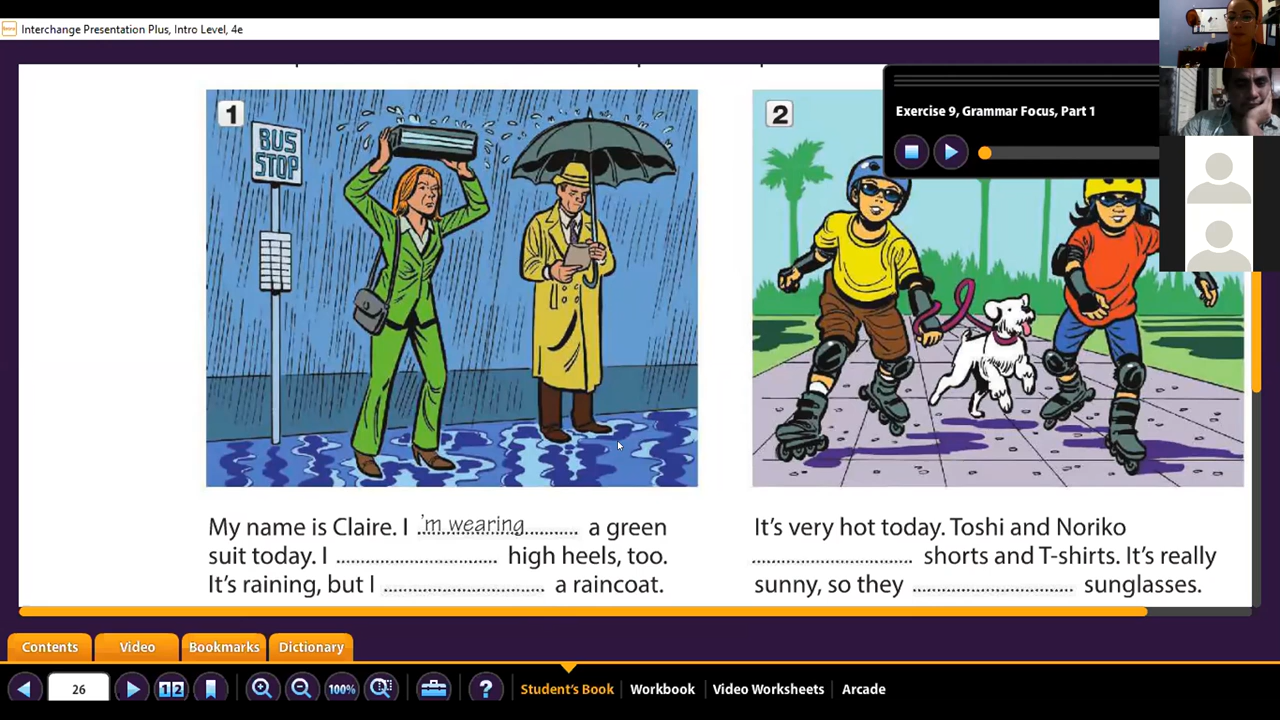 Interchange Presentation Plus, Intro Level, 4e
1
BUS
STOP
2
Exercise 9, Grammar Focus, Part 1
My name is Claire. I 'm wearing a green
suit today. I ........................ high heels, too.
It's raining, but I ........................ a raincoat.
It's very hot today. Toshi and Noriko
........................ shorts and T-shirts. It's really
sunny, so they ........................ sunglasses.
Contents Video Bookmarks Dictionary
26 12 100% ? Student's Book Workbook Video Worksheets Arcade